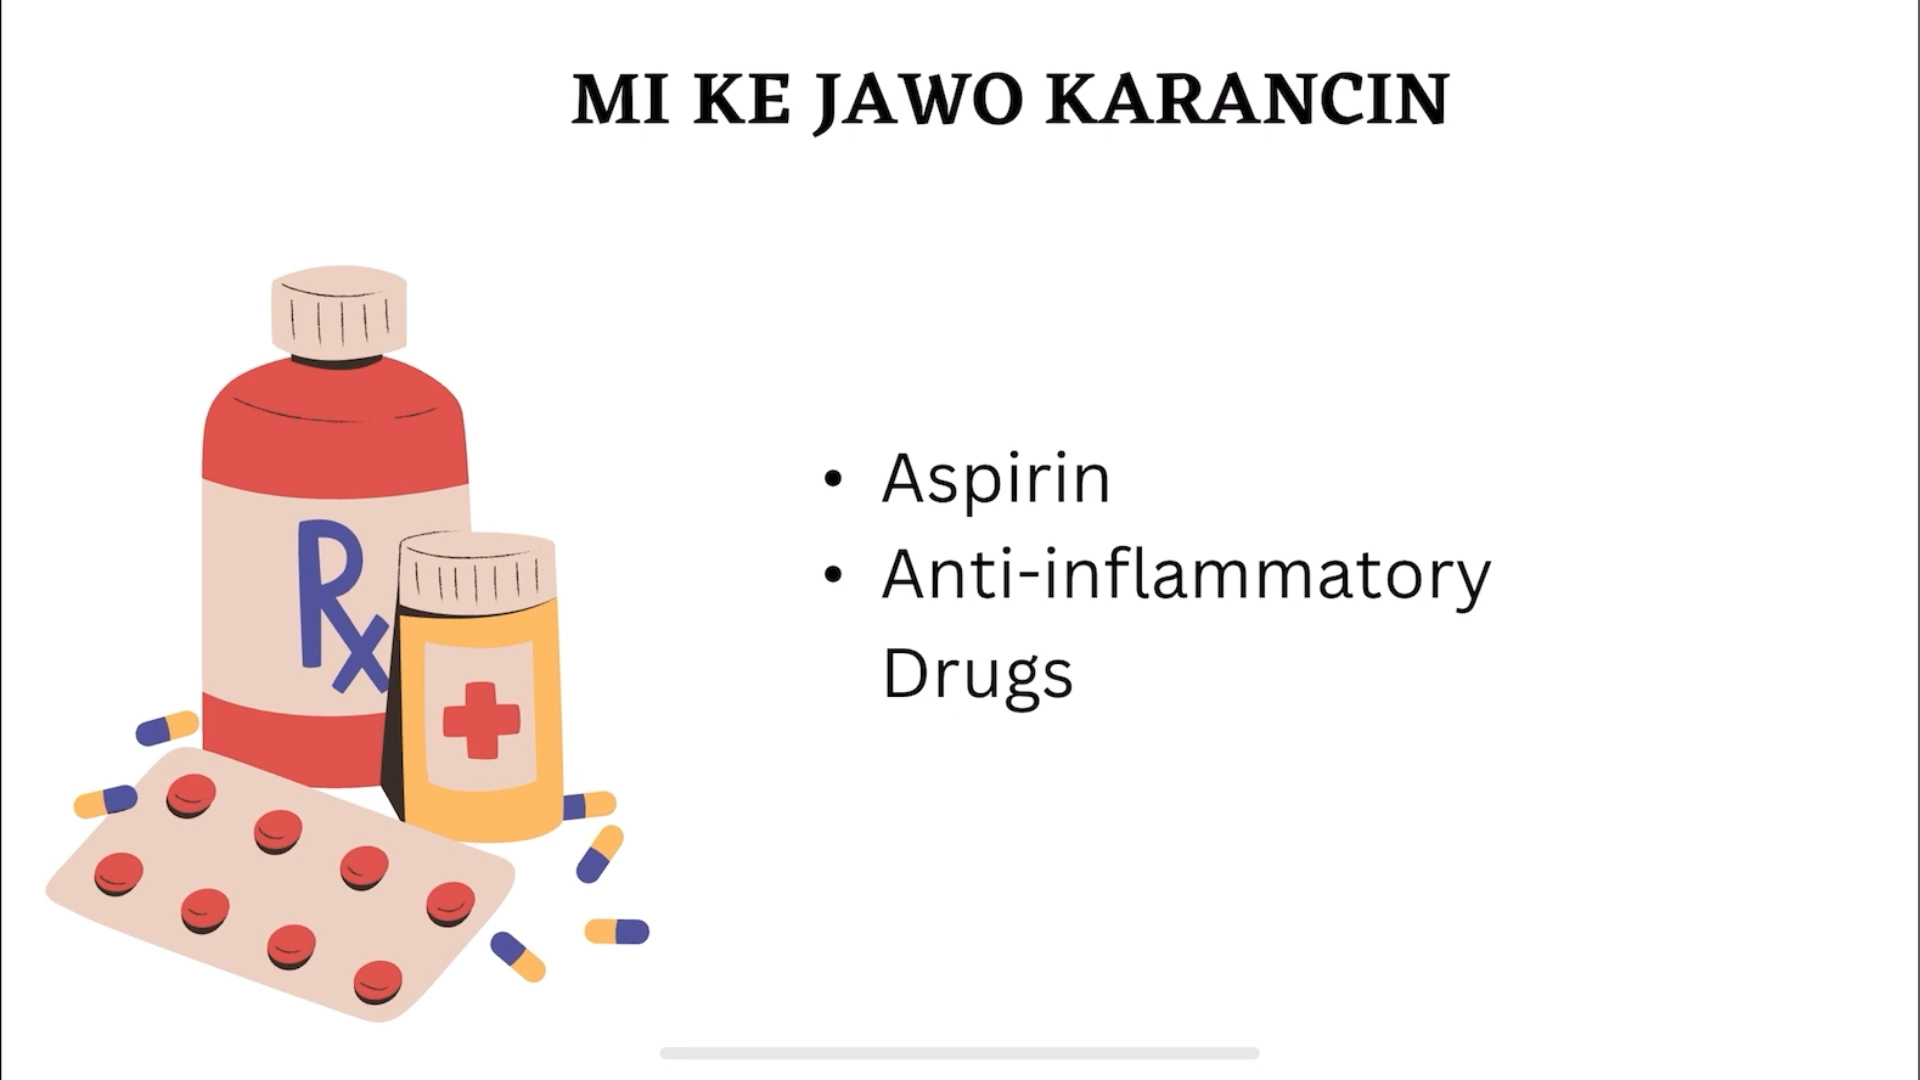 MI KE JAWO KARANCIN
Rx
• Aspirin
• Anti-inflammatory
Drugs